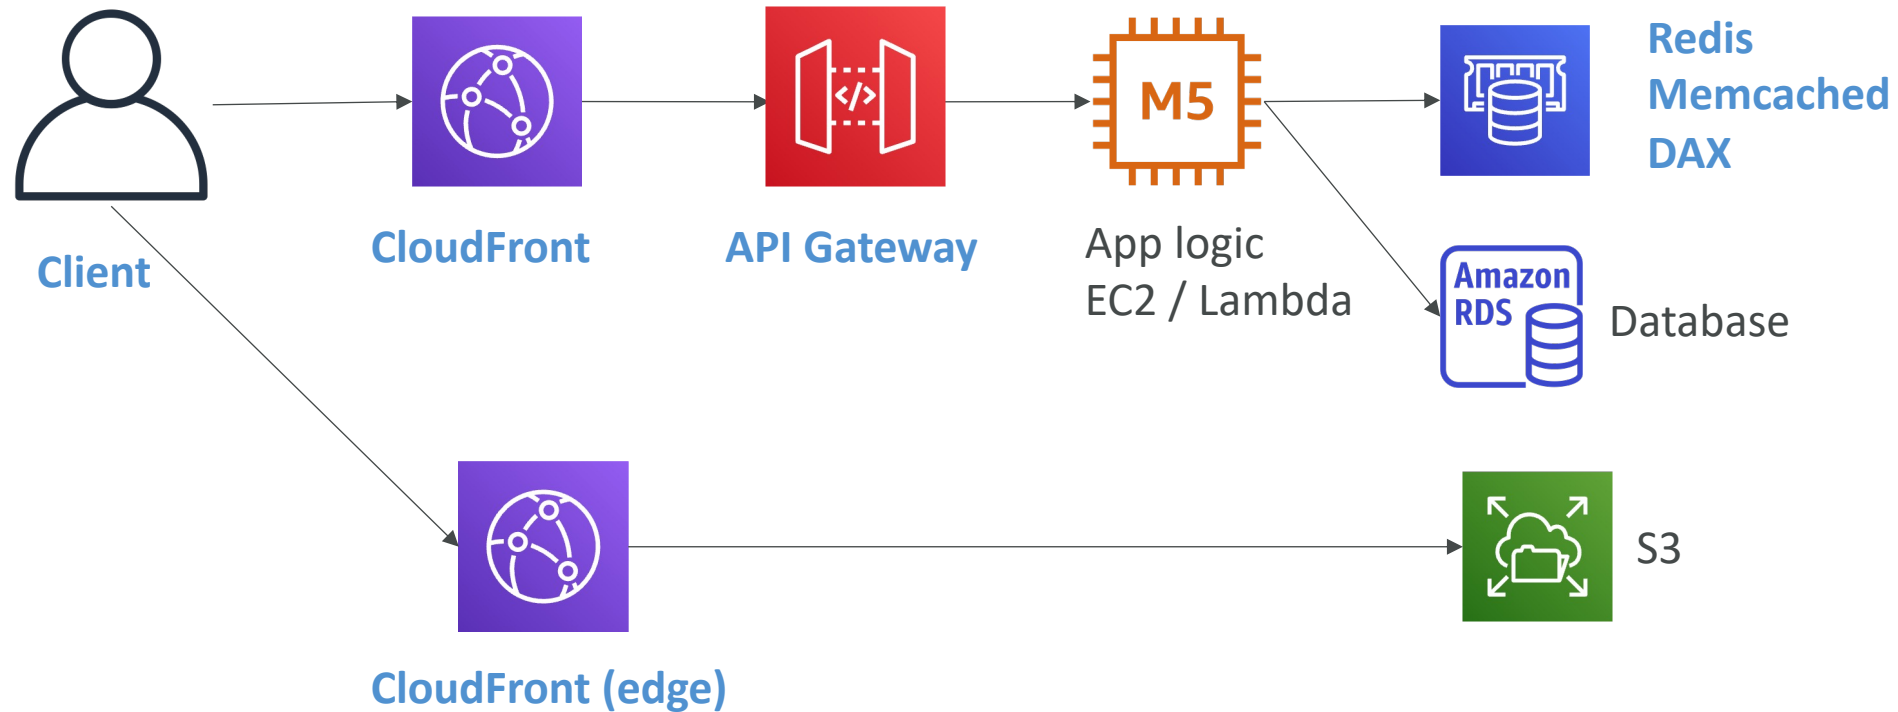 Redis
Memcached
DAX
</>
M5
Client
CloudFront
API Gateway
App logic
EC2 / Lambda
Amazon
RDS
Database
S3
CloudFront (edge)